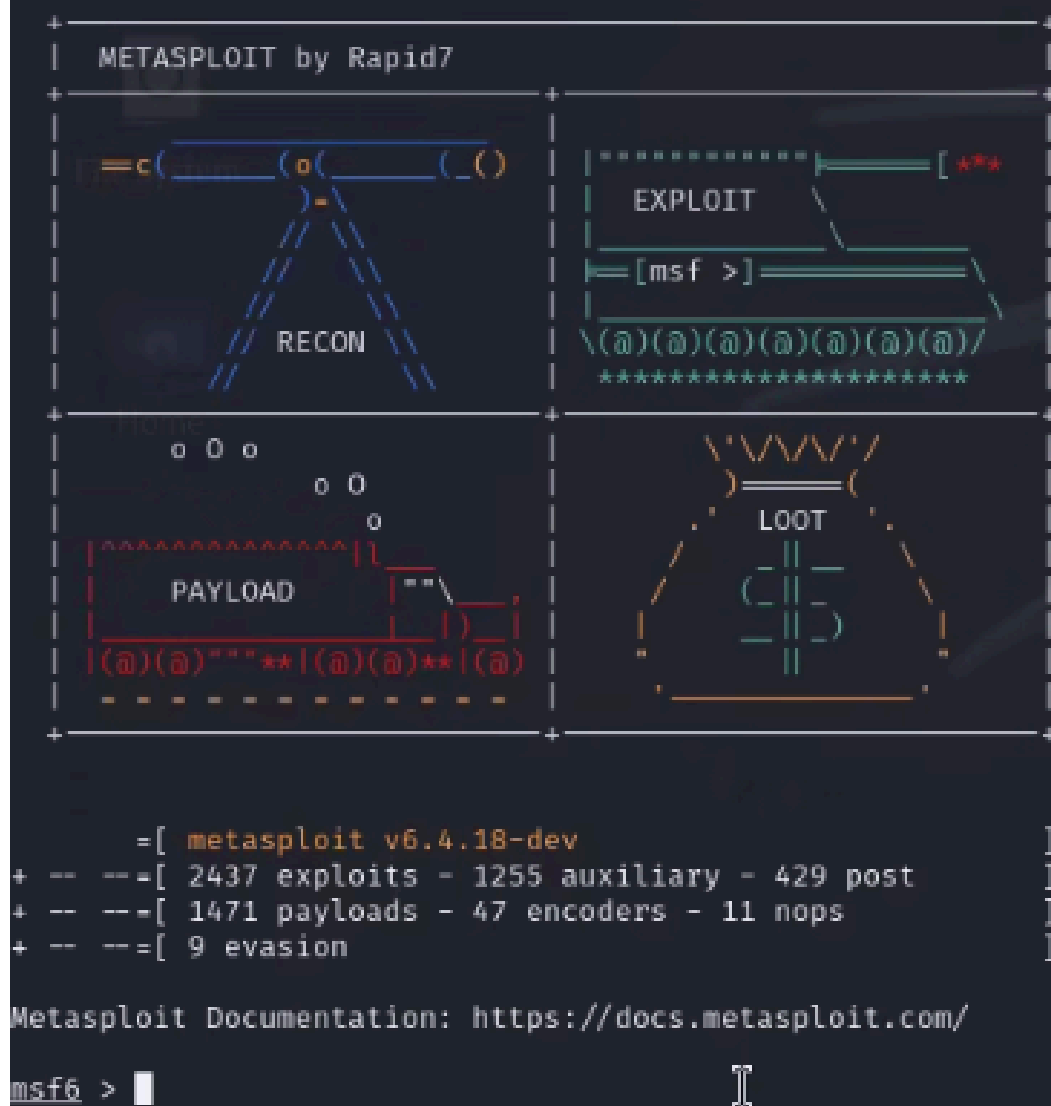 METASPLOIT by Rapid7
RECON
EXPLOIT
[msf >]
PAYLOAD
LOOT
=[ metasploit v6.4.18-dev ]
+ -- --=[ 2437 exploits - 1255 auxiliary - 429 post ]
+ -- --=[ 1471 payloads - 47 encoders - 11 nops ]
+ -- --=[ 9 evasion ]
Metasploit Documentation: https://docs.metasploit.com/
msf6 >
Home